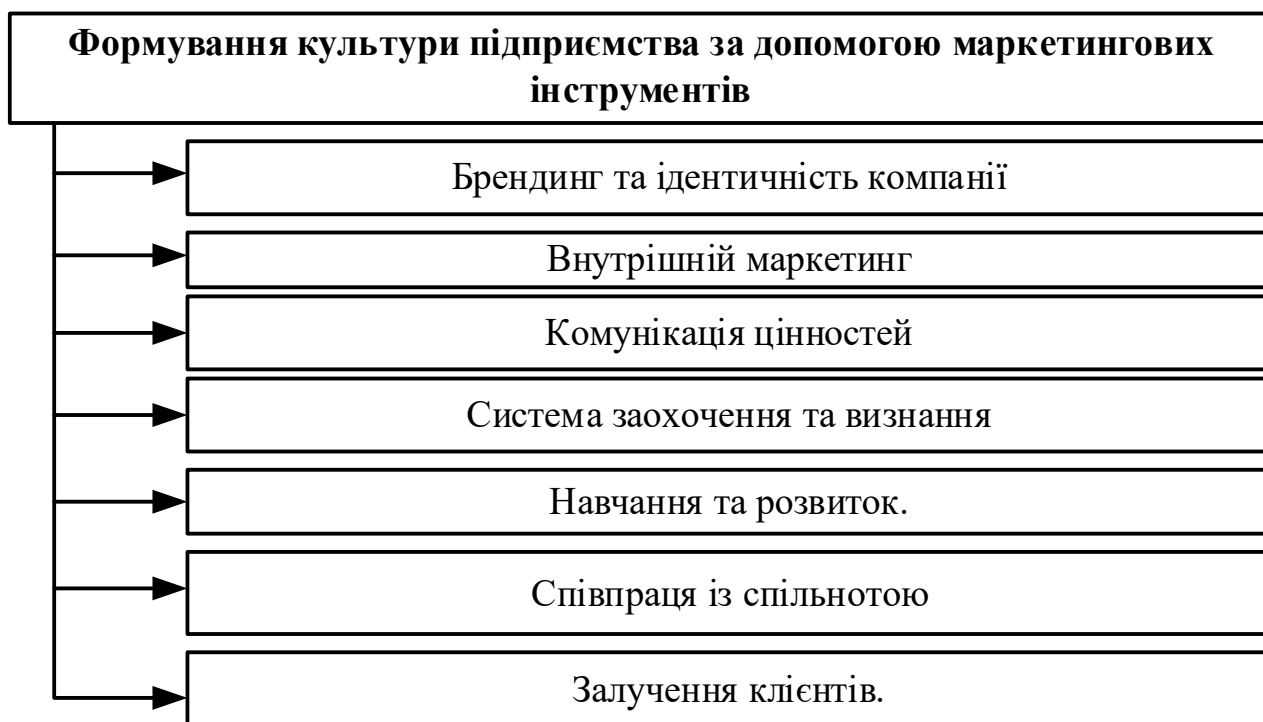 Формування культури підприємства за допомогою маркетингових
інструментів
Брендинг та ідентичність компанії
Внутрішній маркетинг
Комунікація цінностей
Система заохочення та визнання
Навчання та розвиток.
Співпраця із спільнотою
Залучення клієнтів.